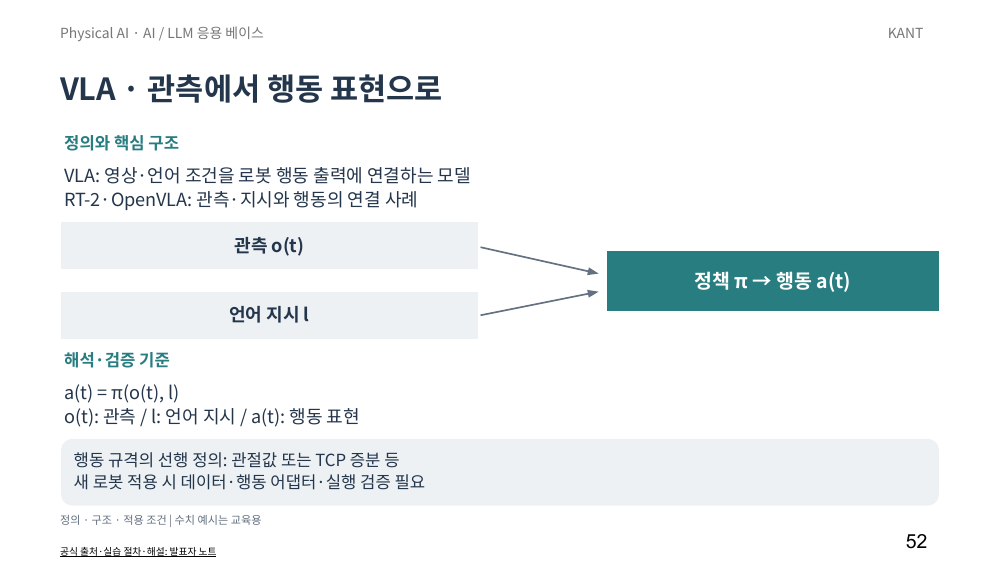 Physical AI · AI / LLM 응용 베이스
KANT
VLA · 관측에서 행동 표현으로
정의와 핵심 구조
VLA: 영상·언어 조건을 로봇 행동 출력에 연결하는 모델
RT-2·OpenVLA: 관측·지시와 행동의 연결 사례
관측 o(t)
언어 지시 l
정책 π → 행동 a(t)
해석·검증 기준
a(t) = π(o(t), l)
o(t): 관측 / l: 언어 지시 / a(t): 행동 표현
행동 규격의 선행 정의: 관절값 또는 TCP 증분 등
새 로봇 적용 시 데이터·행동 어댑터·실행 검증 필요
정의 · 구조 · 적용 조건 | 수치 예시는 교육용
공식 출처·실습 절차·해설: 발표자 노트
52